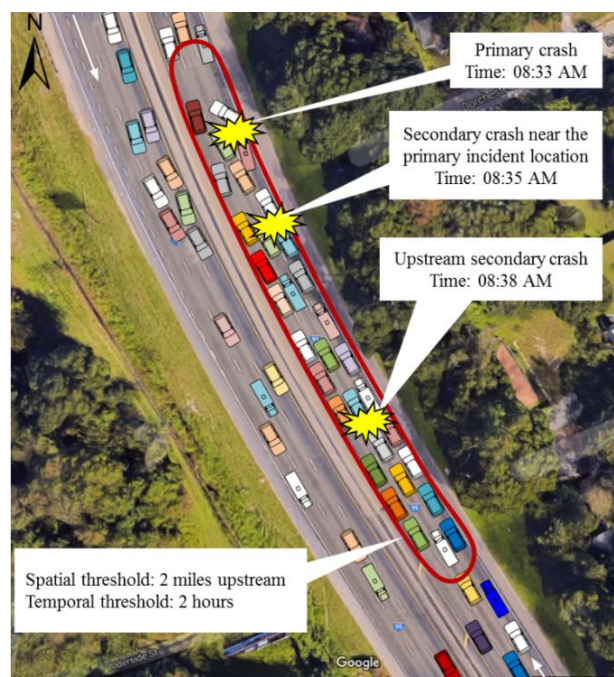 N
Primary crash
Time: 08:33 AM
Secondary crash near the
primary incident location
Time: 08:35 AM
Upstream secondary crash
Time: 08:38 AM
Spatial threshold: 2 miles upstream
Temporal threshold: 2 hours
Google